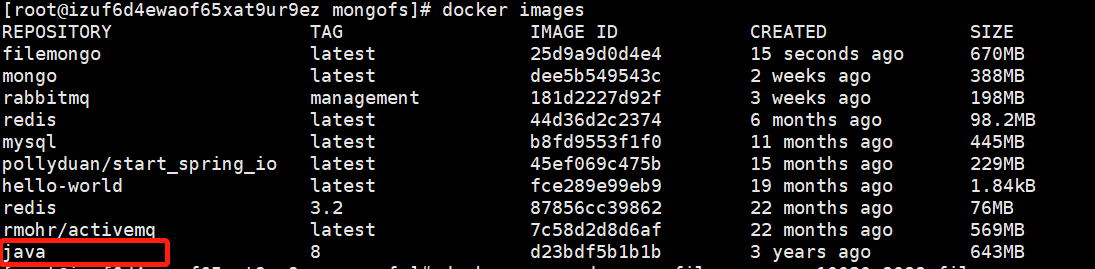 [root@izuf6d4ewaof65xat9ur9ez mongofs]# docker images
REPOSITORY TAG IMAGE ID CREATED SIZE
filemongo latest 25d9a9d0d4e4 15 seconds ago 670MB
mongo latest dee5b549543c 2 weeks ago 388MB
rabbitmq management 181d2227d92f 3 weeks ago 198MB
redis latest 44d36d2c2374 6 months ago 98.2MB
mysql latest b8fd9553f1f0 11 months ago 445MB
pollyduan/start_spring_io latest 45ef069c475b 15 months ago 229MB
hello-world latest fce289e99eb9 19 months ago 1.84kB
redis 3.2 87856cc39862 22 months ago 76MB
rmohr/activemq latest 7c58d2d8d6af 22 months ago 569MB
java 8 d23bdf5b1b1b 3 years ago 643MB